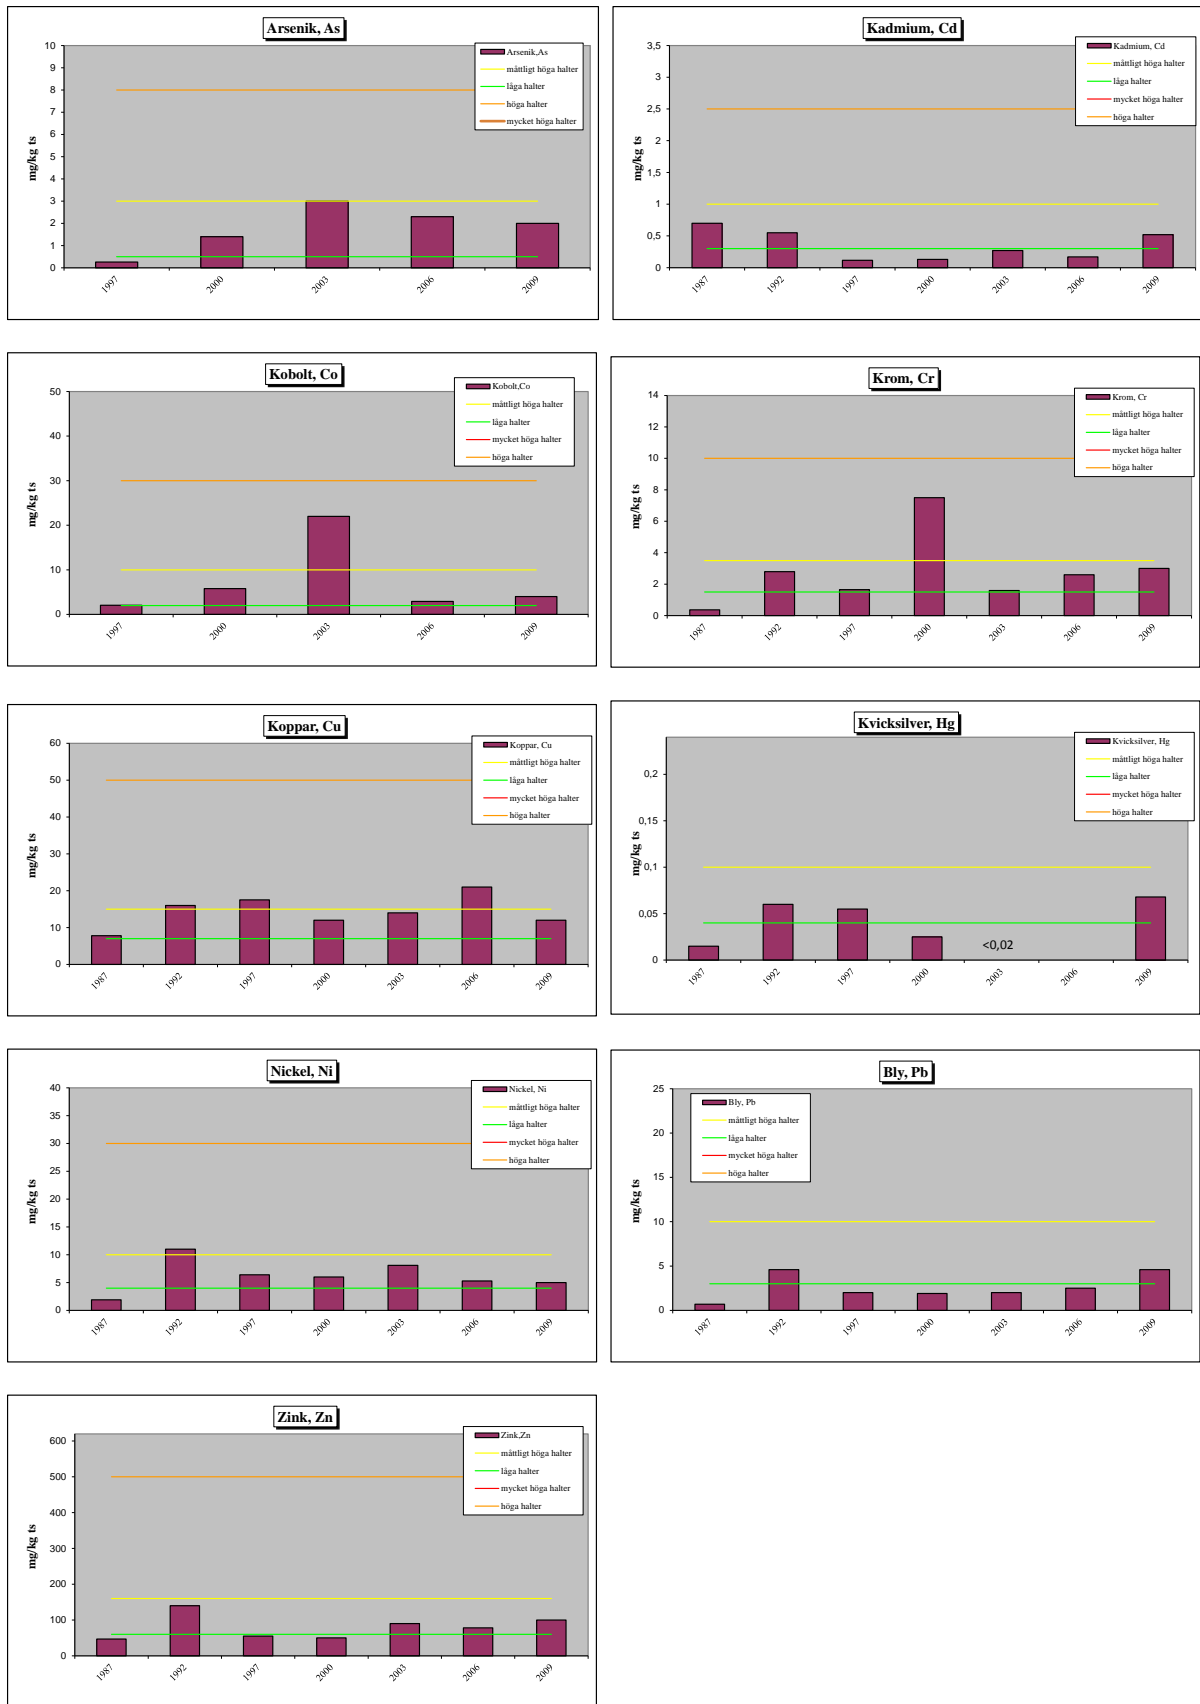 Arsenik, As
mg/kg ts
10
9
8
7
6
5
4
3
2
1
0
1997
2000
2003
2006
2009
Arsenik,As
måttligt höga halter
låga halter
höga halter
mycket höga halter
Kadmium, Cd
mg/kg ts
3,5
3
2,5
2
1,5
1
0,5
0
1987
1992
1997
2000
2003
2006
2009
Kadmium, Cd
måttligt höga halter
låga halter
mycket höga halter
höga halter
Kobolt, Co
mg/kg ts
50
40
30
20
10
0
1997
2000
2003
2006
2009
Kobolt,Co
måttligt höga halter
låga halter
mycket höga halter
höga halter
Krom, Cr
mg/kg ts
14
12
10
8
6
4
2
0
1987
1992
1997
2000
2003
2006
2009
Krom, Cr
måttligt höga halter
låga halter
mycket höga halter
höga halter
Koppar, Cu
mg/kg ts
60
50
40
30
20
10
0
1987
1992
1997
2000
2003
2006
2009
Koppar, Cu
måttligt höga halter
låga halter
mycket höga halter
höga halter
Kvicksilver, Hg
mg/kg ts
0,2
0,15
0,1
0,05
0
<0,02
1987
1992
1997
2000
2003
2006
2009
Kvicksilver, Hg
måttligt höga halter
låga halter
mycket höga halter
höga halter
Nickel, Ni
mg/kg ts
40
35
30
25
20
15
10
5
0
1987
1992
1997
2000
2003
2006
2009
Nickel, Ni
måttligt höga halter
låga halter
mycket höga halter
höga halter
Bly, Pb
mg/kg ts
25
20
15
10
5
0
1987
1992
1997
2000
2003
2006
2009
Bly, Pb
måttligt höga halter
låga halter
mycket höga halter
höga halter
Zink, Zn
mg/kg ts
600
500
400
300
200
100
0
1987
1992
1997
2000
2003
2006
2009
Zink,Zn
måttligt höga halter
låga halter
mycket höga halter
höga halter